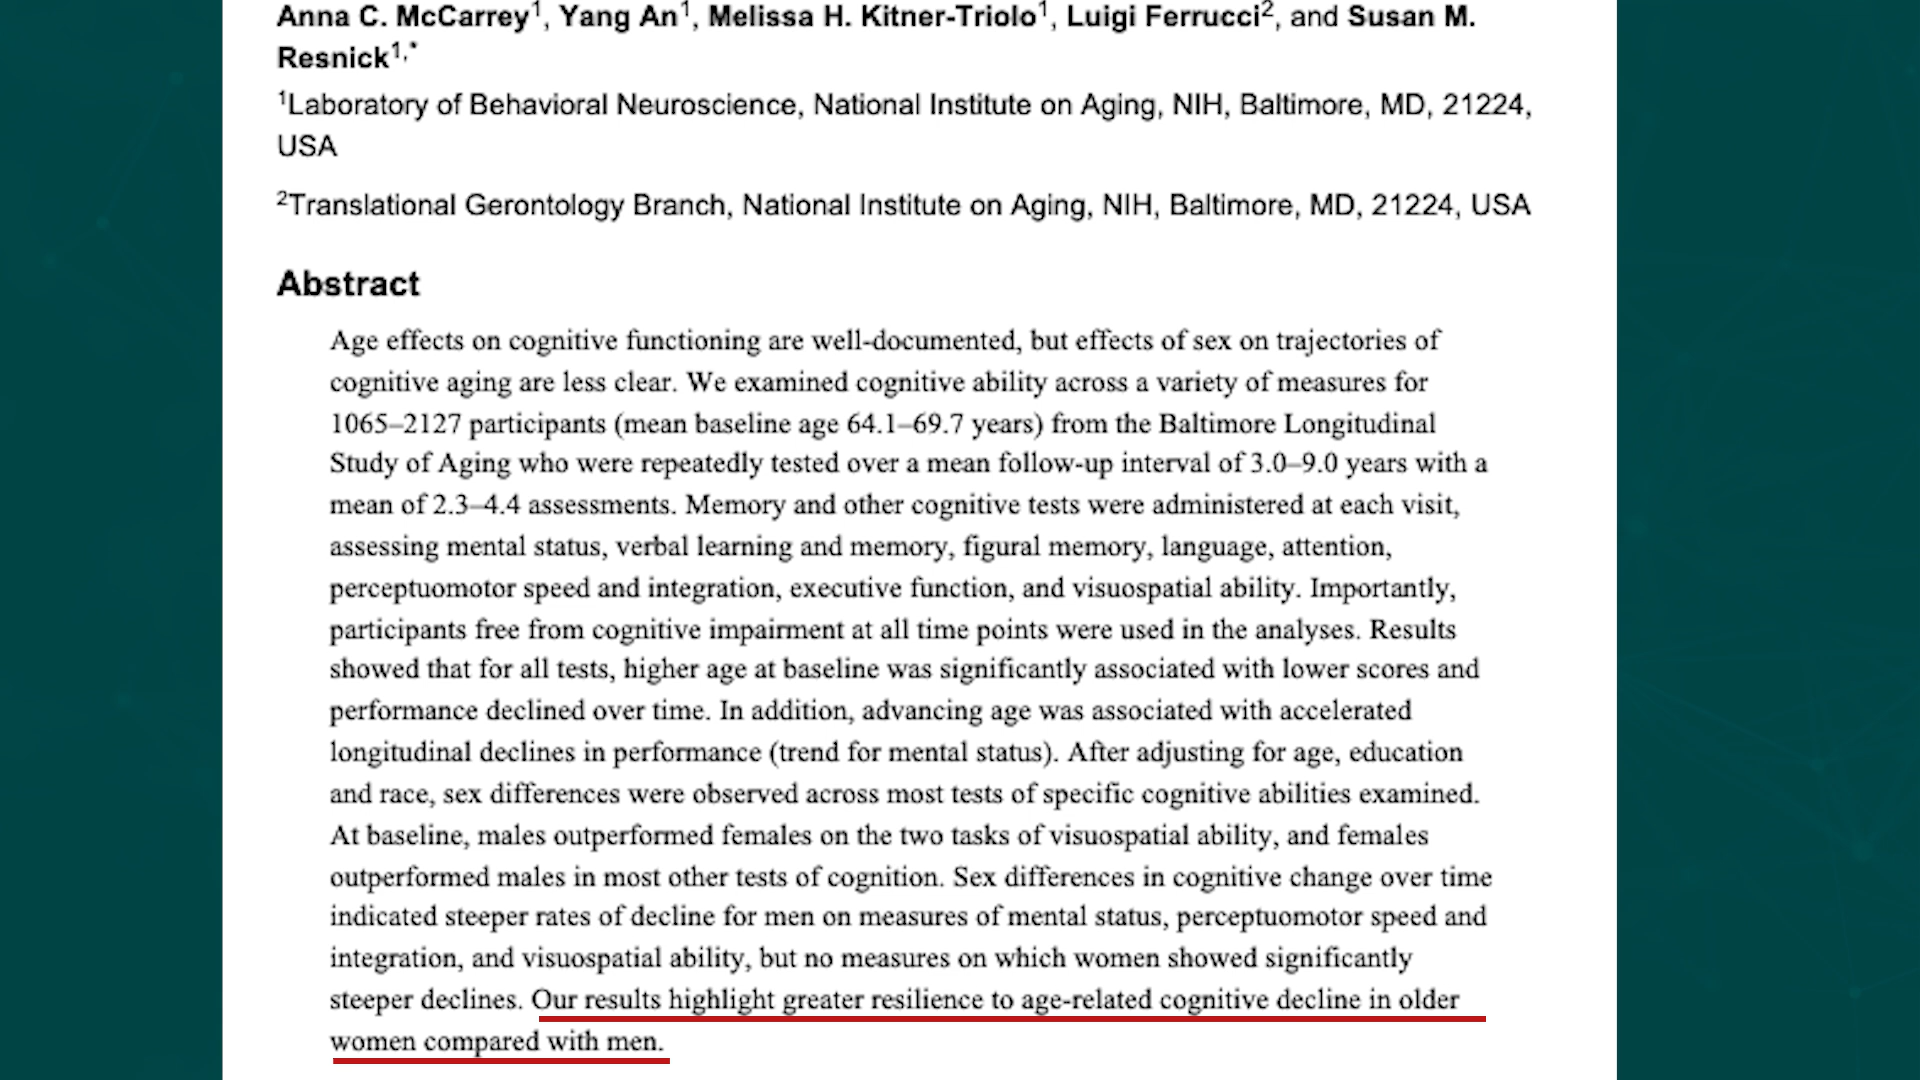 Anna C. McCarrey1, Yang An1, Melissa H. Kitner-Triolo1, Luigi Ferrucci2, and Susan M.
Resnick1,*
1Laboratory of Behavioral Neuroscience, National Institute on Aging, NIH, Baltimore, MD, 21224,
USA
2Translational Gerontology Branch, National Institute on Aging, NIH, Baltimore, MD, 21224, USA
Abstract
Age effects on cognitive functioning are well-documented, but effects of sex on trajectories of
cognitive aging are less clear. We examined cognitive ability across a variety of measures for
1065–2127 participants (mean baseline age 64.1–69.7 years) from the Baltimore Longitudinal
Study of Aging who were repeatedly tested over a mean follow-up interval of 3.0–9.0 years with a
mean of 2.3–4.4 assessments. Memory and other cognitive tests were administered at each visit,
assessing mental status, verbal learning and memory, figural memory, language, attention,
perceptuomotor speed and integration, executive function, and visuospatial ability. Importantly,
participants free from cognitive impairment at all time points were used in the analyses. Results
showed that for all tests, higher age at baseline was significantly associated with lower scores and
performance declined over time. In addition, advancing age was associated with accelerated
longitudinal declines in performance (trend for mental status). After adjusting for age, education
and race, sex differences were observed across most tests of specific cognitive abilities examined.
At baseline, males outperformed females on the two tasks of visuospatial ability, and females
outperformed males in most other tests of cognition. Sex differences in cognitive change over time
indicated steeper rates of decline for men on measures of mental status, perceptuomotor speed and
integration, and visuospatial ability, but no measures on which women showed significantly
steeper declines. Our results highlight greater resilience to age-related cognitive decline in older
women compared with men.